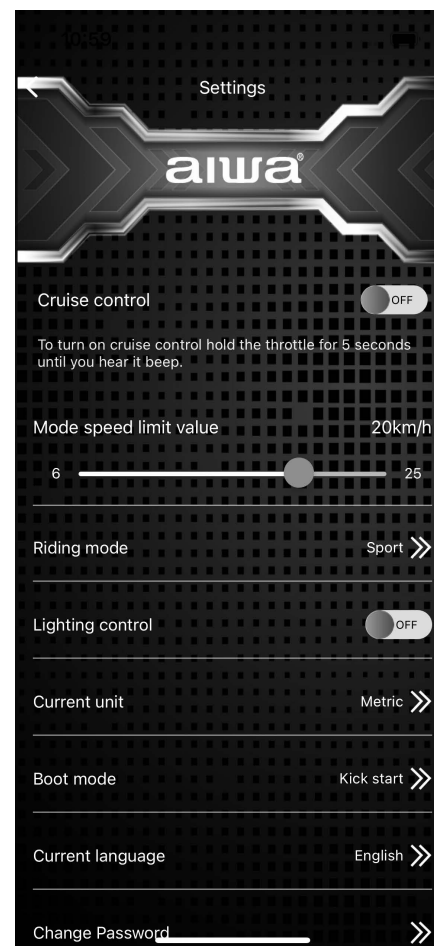 10:59
Settings
aiwa®
Cruise control OFF
To turn on cruise control hold the throttle for 5 seconds
until you hear it beep.
Mode speed limit value 20km/h
6 25
Riding mode Sport
Lighting control OFF
Current unit Metric
Boot mode Kick start
Current language English
Change Password